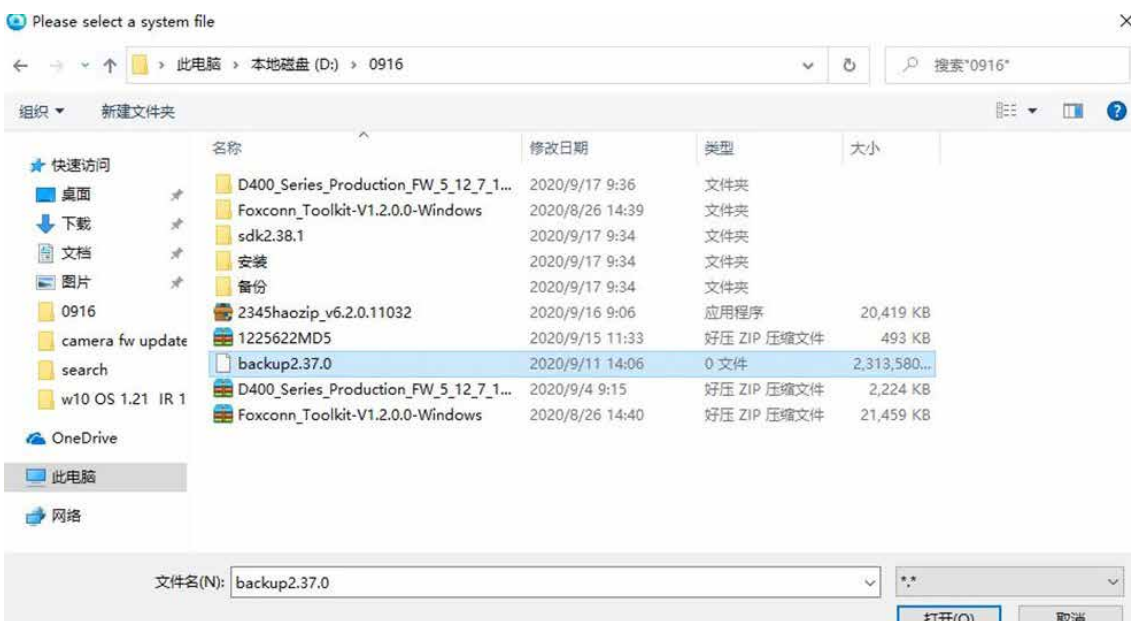 Please select a system file
此电脑 › 本地磁盘 (D:) › 0916
搜索"0916"
组织 新建文件夹
名称 修改日期 类型 大小
快速访问
桌面
下载
文档
图片
0916
camera fw update
search
w10 OS 1.21 IR 1
OneDrive
此电脑
网络
D400_Series_Production_FW_5_12_7_1... 2020/9/17 9:36 文件夹
Foxconn_Toolkit-V1.2.0.0-Windows 2020/8/26 14:39 文件夹
sdk2.38.1 2020/9/17 9:34 文件夹
安装 2020/9/17 9:34 文件夹
备份 2020/9/17 9:34 文件夹
2345haozip_v6.2.0.11032 2020/9/16 9:06 应用程序 20,419 KB
1225622MD5 2020/9/15 11:33 好压 ZIP 压缩文件 493 KB
backup2.37.0 2020/9/11 14:06 0 文件 2,313,580...
D400_Series_Production_FW_5_12_7_1... 2020/9/4 9:15 好压 ZIP 压缩文件 2,224 KB
Foxconn_Toolkit-V1.2.0.0-Windows 2020/8/26 14:40 好压 ZIP 压缩文件 21,459 KB
文件名(N): backup2.37.0 *.*
打开(O) 取消